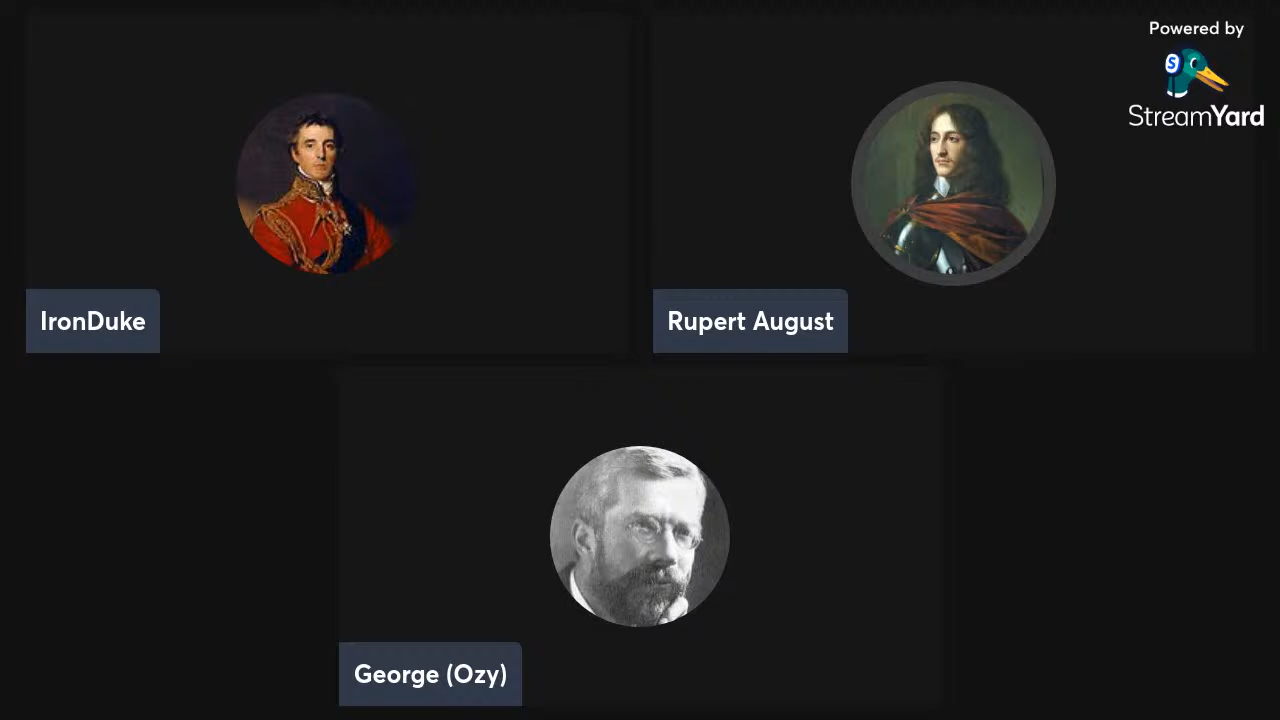 Powered by
S
StreamYard
IronDuke
Rupert August
George (Ozy)